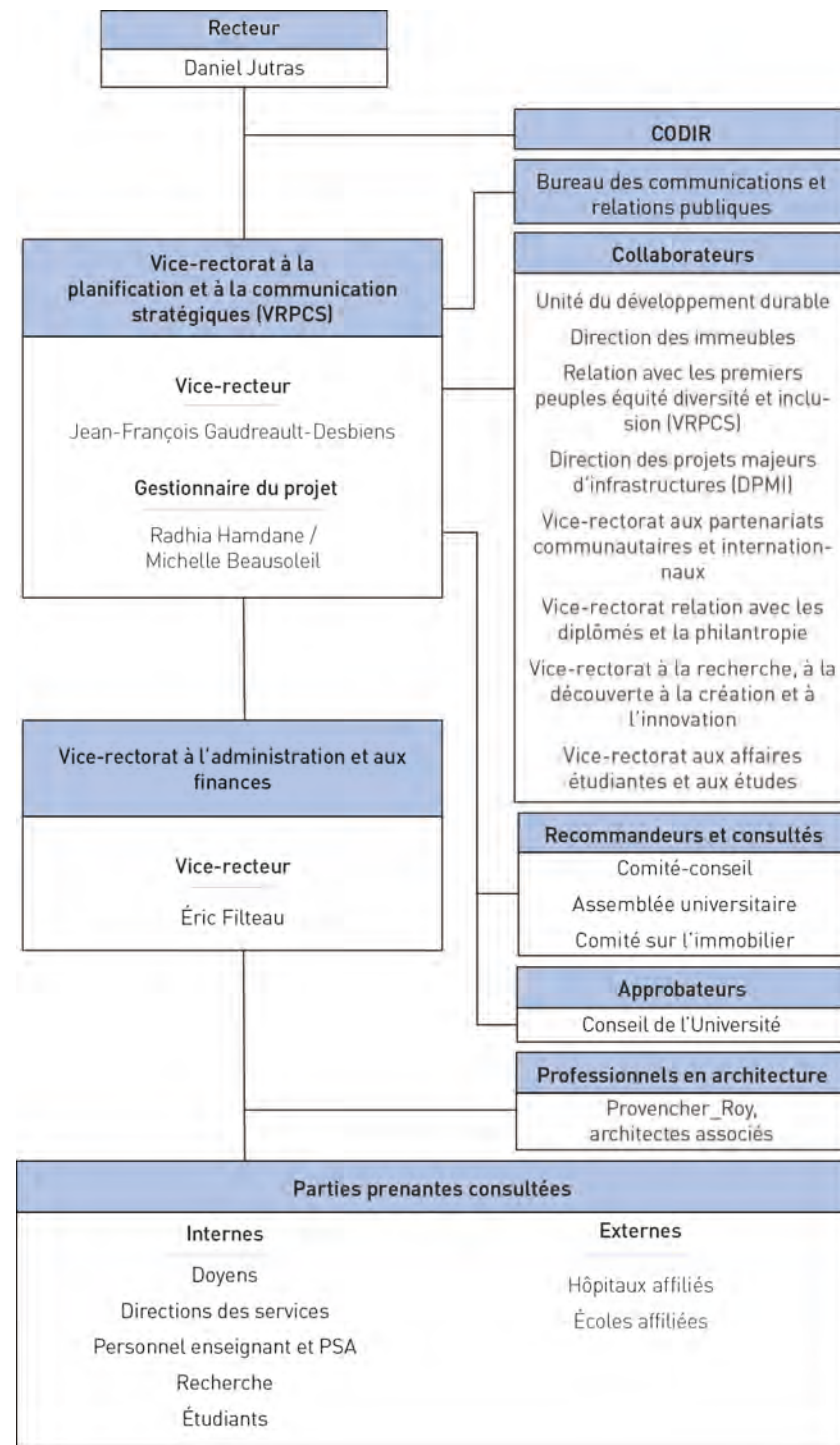 Recteur
Daniel Jutras
CODIR
Bureau des communications et
relations publiques
Vice-rectorat à la
planification et à la communication
stratégiques (VRPCS)
Vice-recteur
Jean-François Gaudreault-Desbiens
Gestionnaire du projet
Radhia Hamdane /
Michelle Beausoleil
Collaborateurs
Unité du développement durable
Direction des immeubles
Relation avec les premiers
peuples équité diversité et inclu-
sion (VRPCS)
Direction des projets majeurs
d'infrastructures (DPMI)
Vice-rectorat aux partenariats
communautaires et internation-
naux
Vice-rectorat relation avec les
diplômés et la philantropie
Vice-rectorat à la recherche, à la
découverte à la création et à
l'innovation
Vice-rectorat aux affaires
étudiantes et aux études
Vice-rectorat à l'administration et aux
finances
Vice-recteur
Éric Filteau
Recommandeurs et consultés
Comité-conseil
Assemblée universitaire
Comité sur l'immobilier
Approbateurs
Conseil de l'Université
Professionnels en architecture
Provencher_Roy,
architectes associés
Parties prenantes consultées
Internes
Doyens
Directions des services
Personnel enseignant et PSA
Recherche
Étudiants
Externes
Hôpitaux affiliés
Écoles affiliées